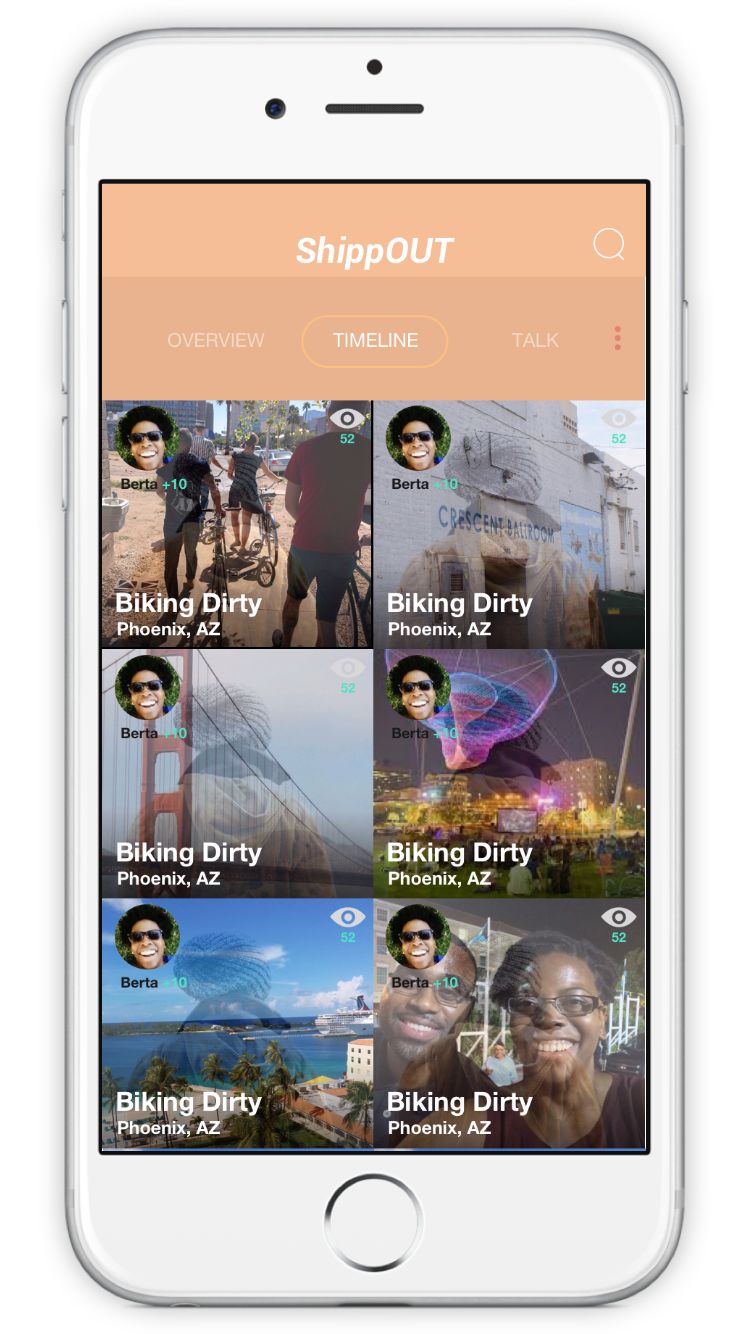 ShippOUT
OVERVIEW TIMELINE TALK
52
Berta +10
Biking Dirty
Phoenix, AZ
52
Berta +10
CRESCENT BALLROOM
Biking Dirty
Phoenix, AZ
52
Berta +10
Biking Dirty
Phoenix, AZ
52
Berta +10
Biking Dirty
Phoenix, AZ
52
Berta +10
Biking Dirty
Phoenix, AZ
52
Berta +10
Biking Dirty
Phoenix, AZ